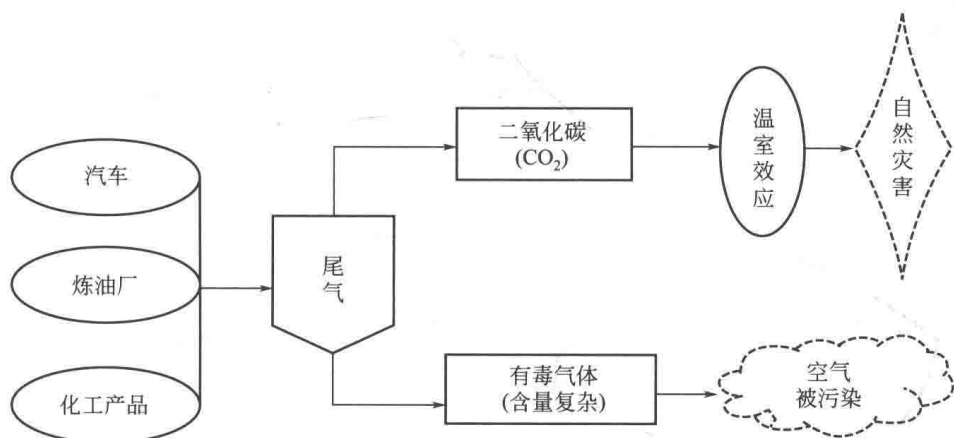 汽车
炼油厂
化工产品
尾
气
二氧化碳
(CO₂)
温
室
效
应
自
然
灾
害
有毒气体
(含量复杂)
空气
被污染